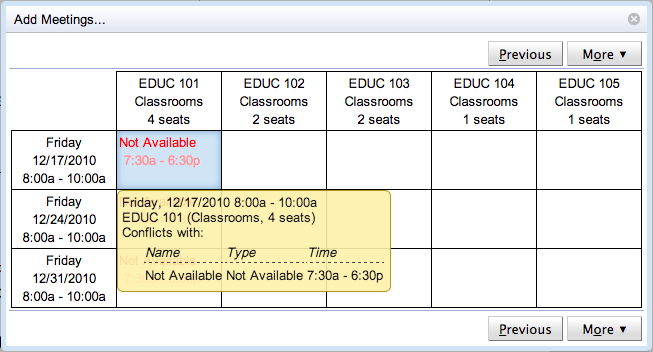 Add Meetings...
Previous More ▾
EDUC 101 EDUC 102 EDUC 103 EDUC 104 EDUC 105
Classrooms Classrooms Classrooms Classrooms Classrooms
4 seats 2 seats 2 seats 1 seats 1 seats
Friday
12/17/2010
8:00a - 10:00a
Not Available
7:30a - 6:30p
Friday
12/24/2010
8:00a - 10:00a
Friday, 12/17/2010 8:00a - 10:00a
EDUC 101 (Classrooms, 4 seats)
Conflicts with:
Name Type Time
Not Available Not Available 7:30a - 6:30p
Friday
12/31/2010
8:00a - 10:00a
Previous More ▾